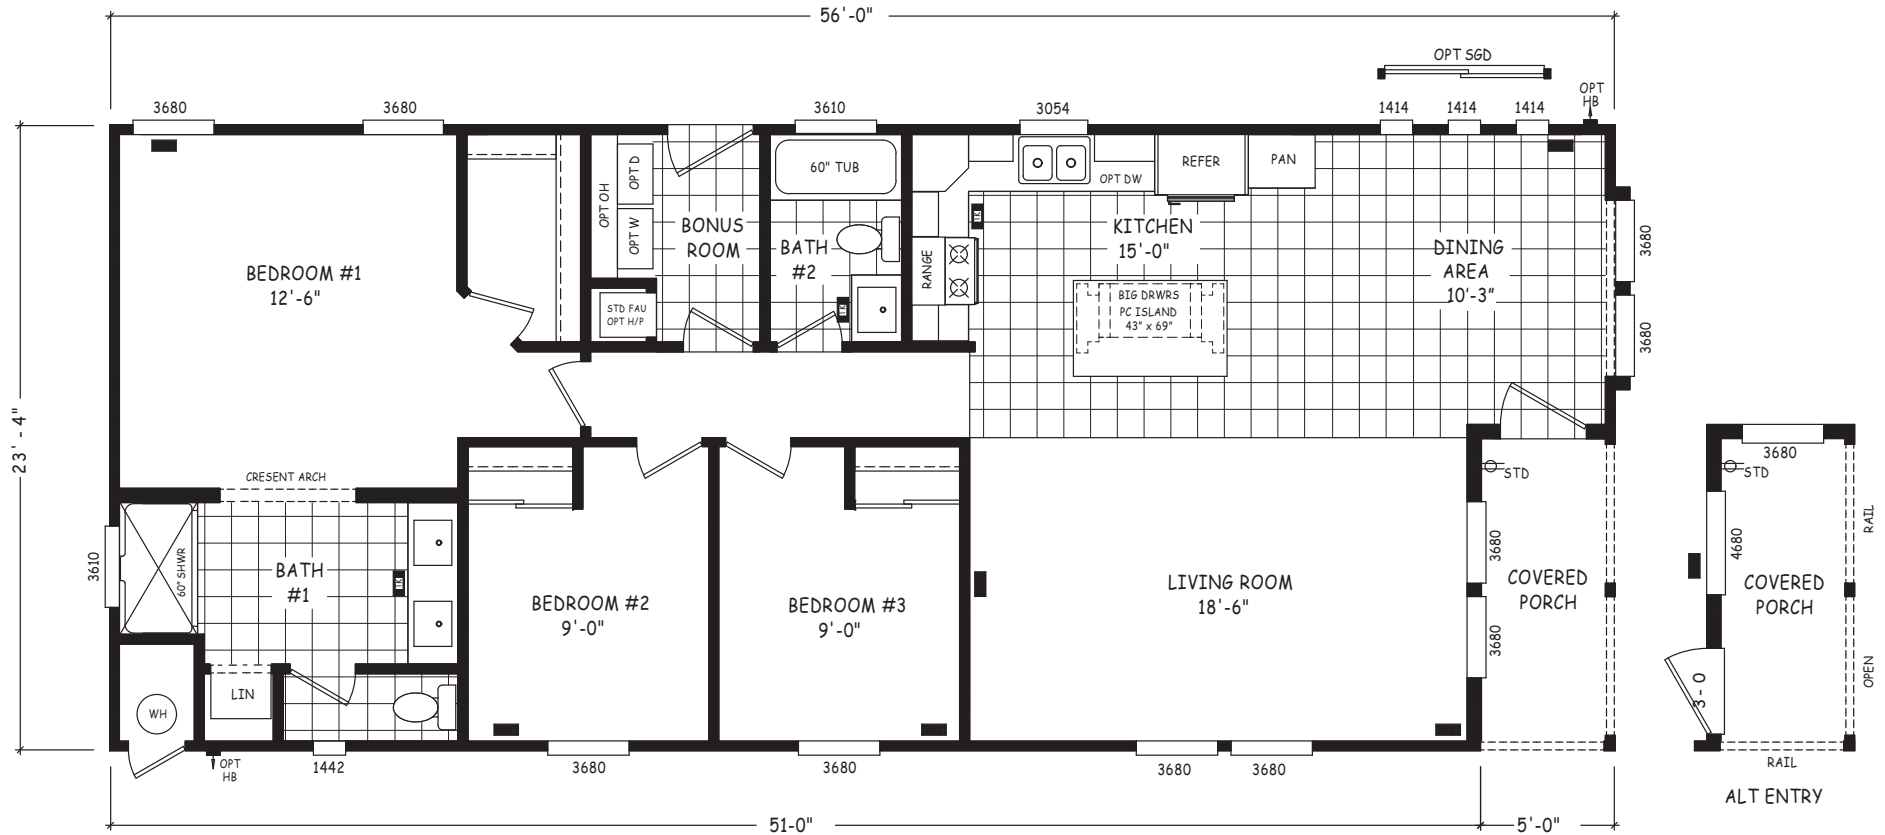 56'-0"
OPT SGD
3680
3680
3610
3054
1414
1414
1414
OPT
HB
60" TUB
OPT D
OPT OH
OPT W
BONUS
ROOM
OPT DW
REFER
PAN
BATH
#2
TK
RANGE
TK
KITCHEN
15'-0"
DINING
AREA
10'-3"
3680
3680
BEDROOM #1
12'-6"
STD FAU
OPT H/P
BIG DRWRS
PC ISLAND
43" x 69"
23'-4"
CRESENT ARCH
3610
60" SHWR
BATH
#1
TK
BEDROOM #2
9'-0"
BEDROOM #3
9'-0"
LIVING ROOM
18'-6"
STD
3680
3680
COVERED
PORCH
LIN
WH
OPT
HB
1442
3680
3680
3680
3680
51-0"
5'-0"
3680
STD
4680
RAIL
COVERED
PORCH
OPEN
3-0
RAIL
ALT ENTRY